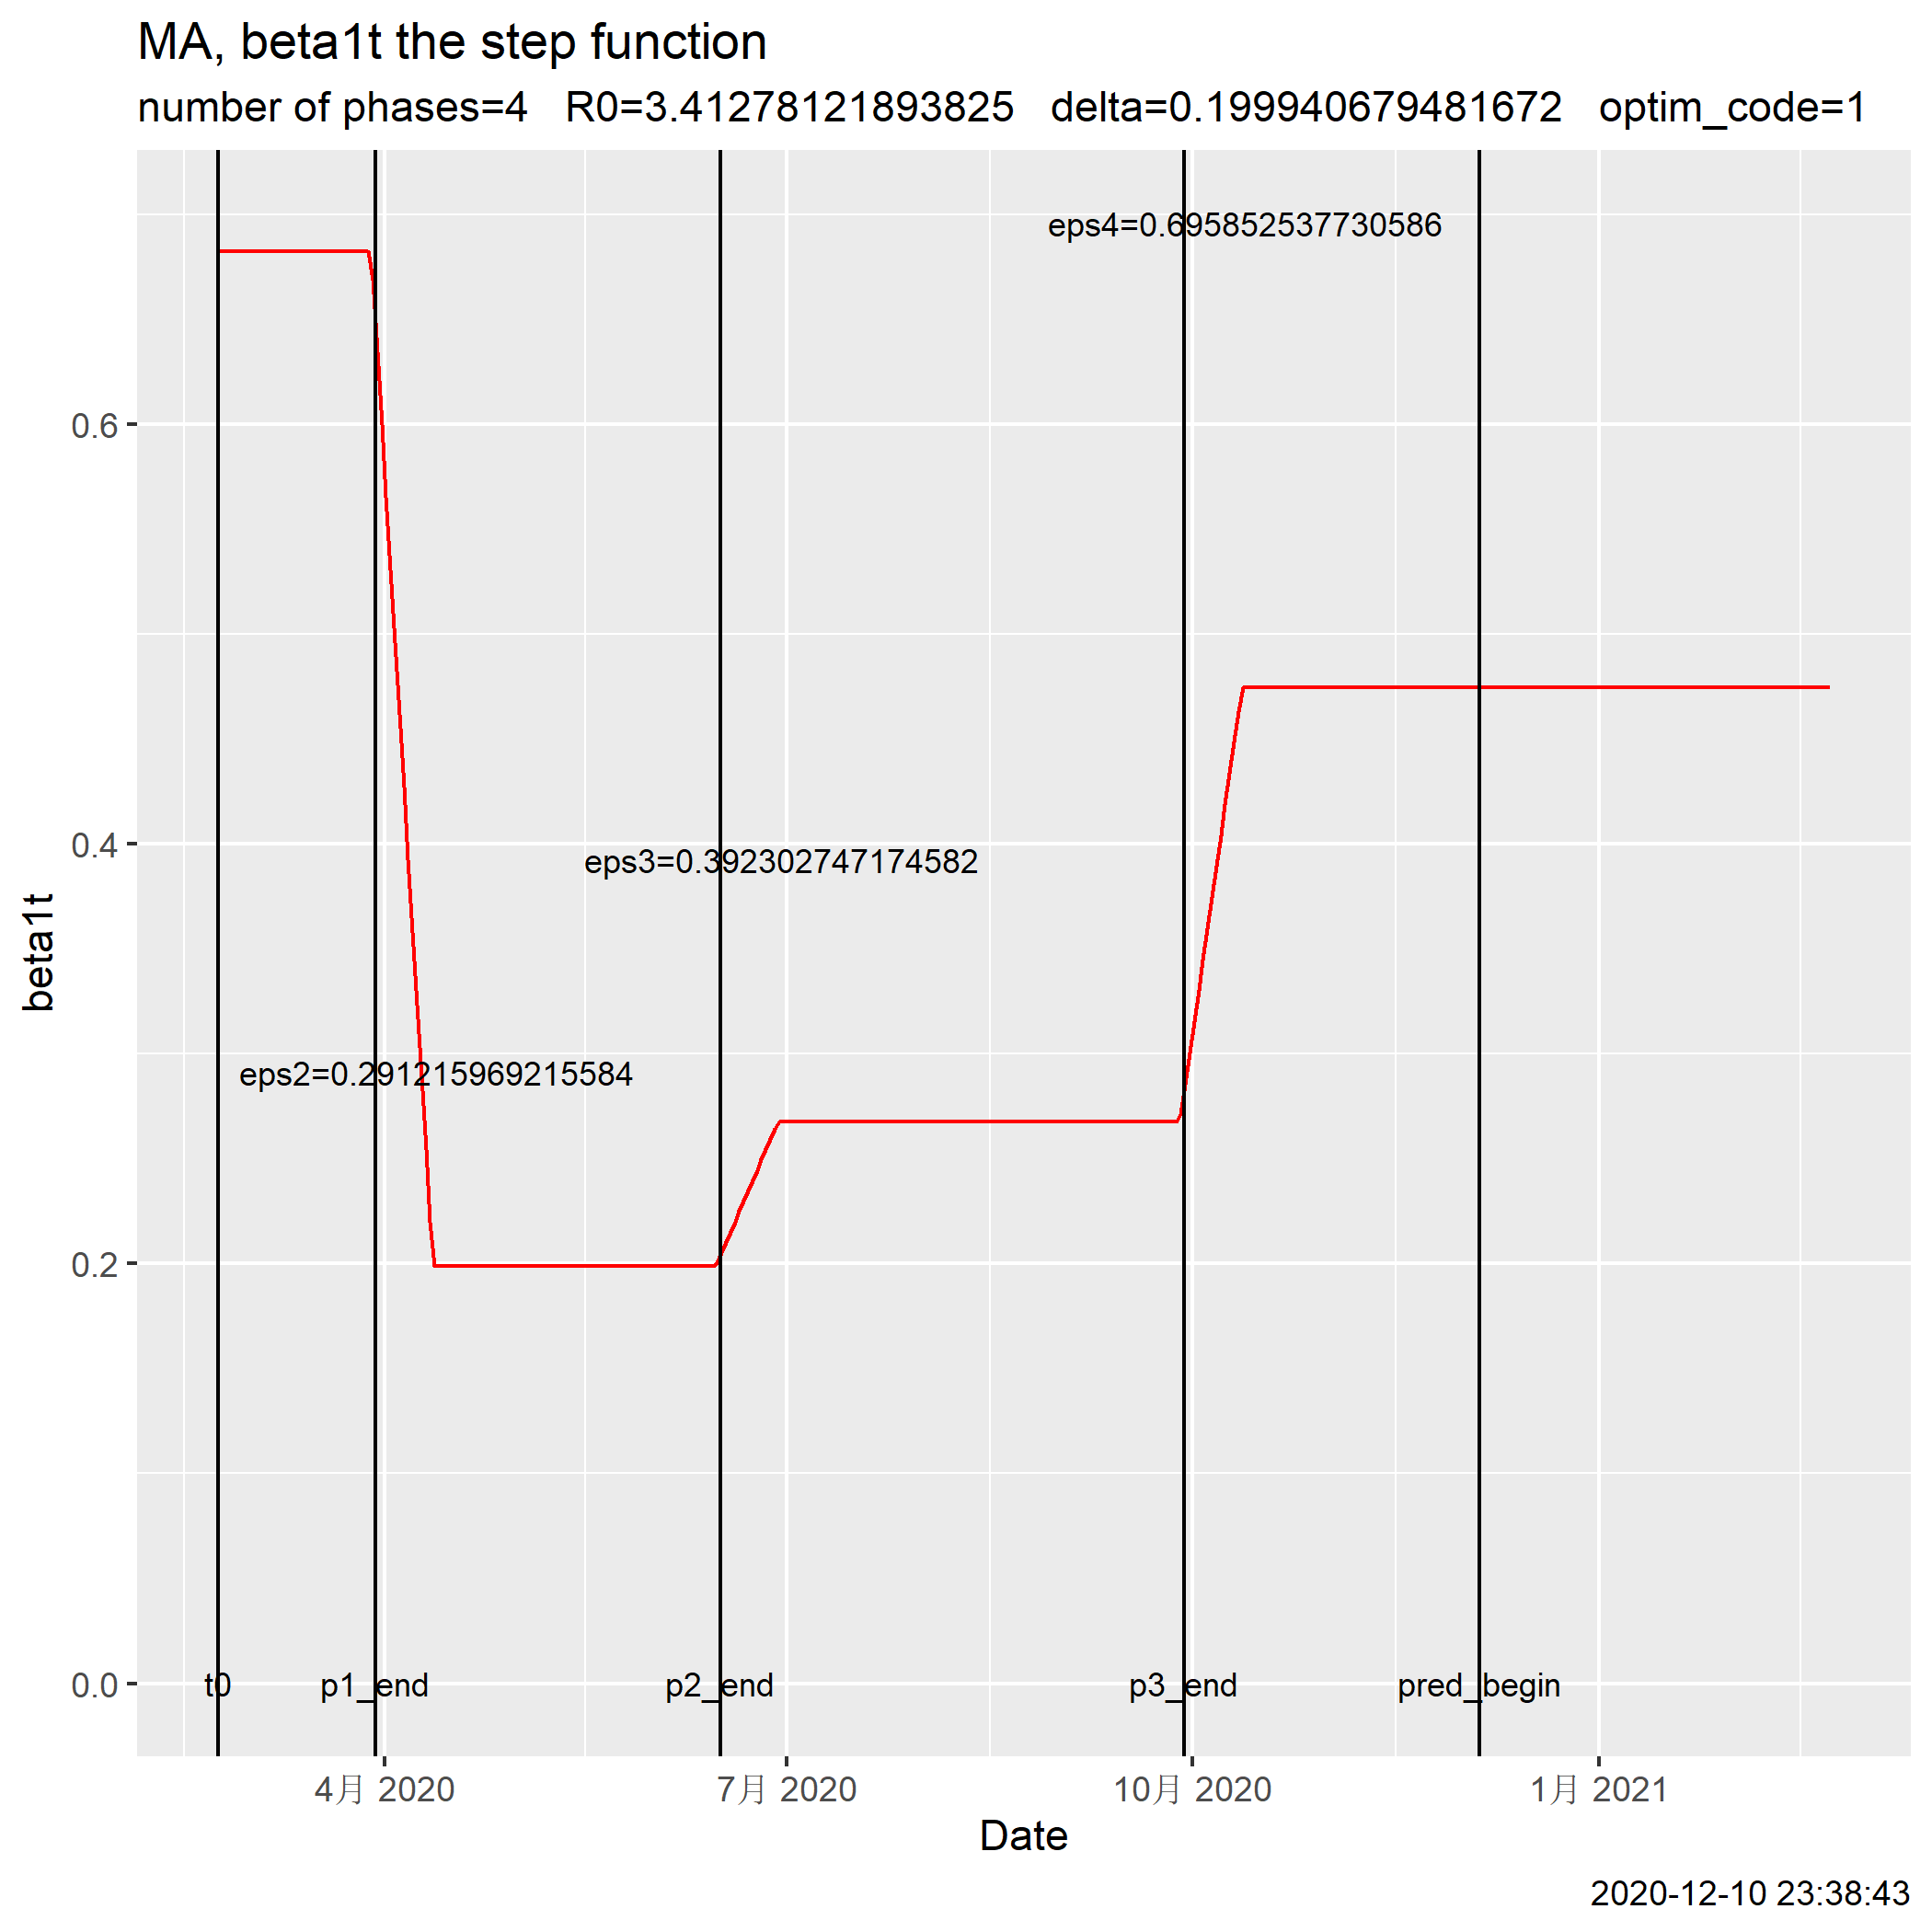 MA, beta1t the step function
number of phases=4   R0=3.41278121893825   delta=0.199940679481672   optim_code=1
eps4=0.695852537730586
0.6
0.4
eps3=0.392302747174582
beta1t
eps2=0.291215969215584
0.2
0.0
t0 p1_end p2_end p3_end pred_begin
4月 2020 7月 2020 10月 2020 1月 2021
Date
2020-12-10 23:38:43